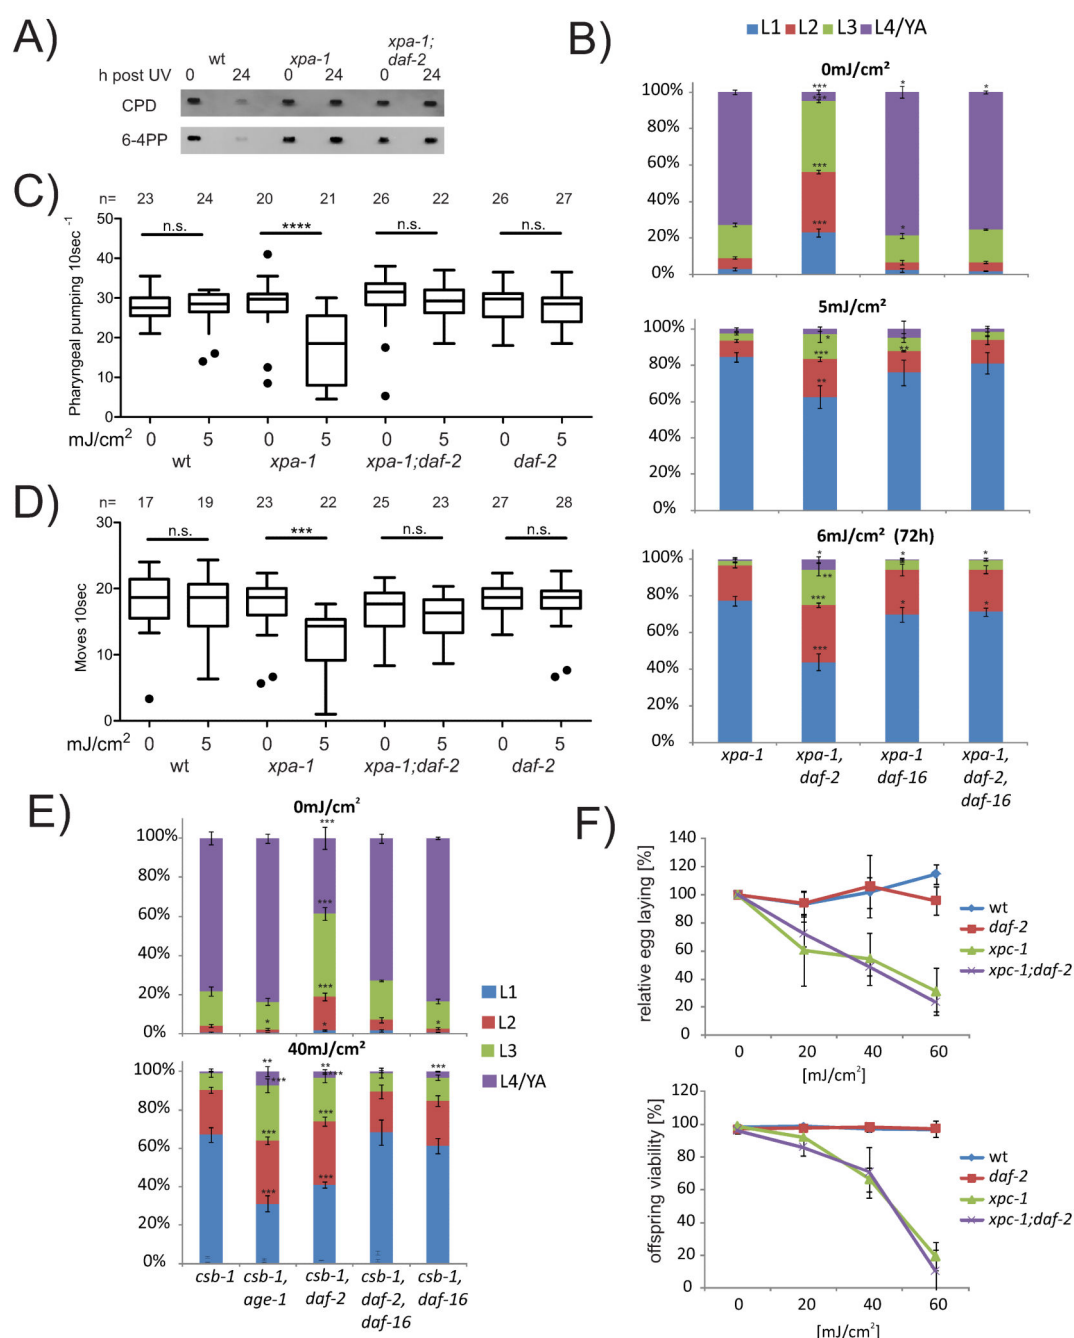 A)
wt xpa-1 xpa-1; daf-2
h post UV 0 24 0 24 0 24
CPD
6-4PP
B)
L1 L2 L3 L4/YA
0mJ/cm²
*** * *
***
100%
80%
60%
***
40%
*** *
20%
0%
5mJ/cm²
100%
*
*** **
80%
**
60%
40%
20%
0%
6mJ/cm² (72h)
* * *
100%
**
80%
***
* *
60%
***
40%
20%
0%
xpa-1 xpa-1, daf-2 xpa-1 daf-16 xpa-1, daf-2, daf-16
C)
n= 23 24 20 21 26 22 26 27
n.s. **** n.s. n.s.
Pharyngeal pumping 10sec⁻¹
50
40
30
20
10
0
mJ/cm² 0 5 0 5 0 5 0 5
wt xpa-1 xpa-1;daf-2 daf-2
D)
n= 17 19 23 22 25 23 27 28
n.s. *** n.s. n.s.
Moves 10sec
30
20
10
0
mJ/cm² 0 5 0 5 0 5 0 5
wt xpa-1 xpa-1;daf-2 daf-2
E)
0mJ/cm²
***
100%
80%
***
60%
40%
***
20%
* * *
0%
L1
L2
L3
L4/YA
40mJ/cm²
** ** ***
100%
**** ****
80%
***
***
60%
***
***
40%
20%
0%
csb-1 csb-1, age-1 csb-1, daf-2 csb-1, daf-2, daf-16 csb-1, daf-16
F)
relative egg laying [%]
140
120
100
80
60
40
20
0
0 20 40 60
[mJ/cm²]
wt
daf-2
xpc-1
xpc-1;daf-2
offspring viability [%]
120
100
80
60
40
20
0
0 20 40 60
[mJ/cm²]
wt
daf-2
xpc-1
xpc-1;daf-2